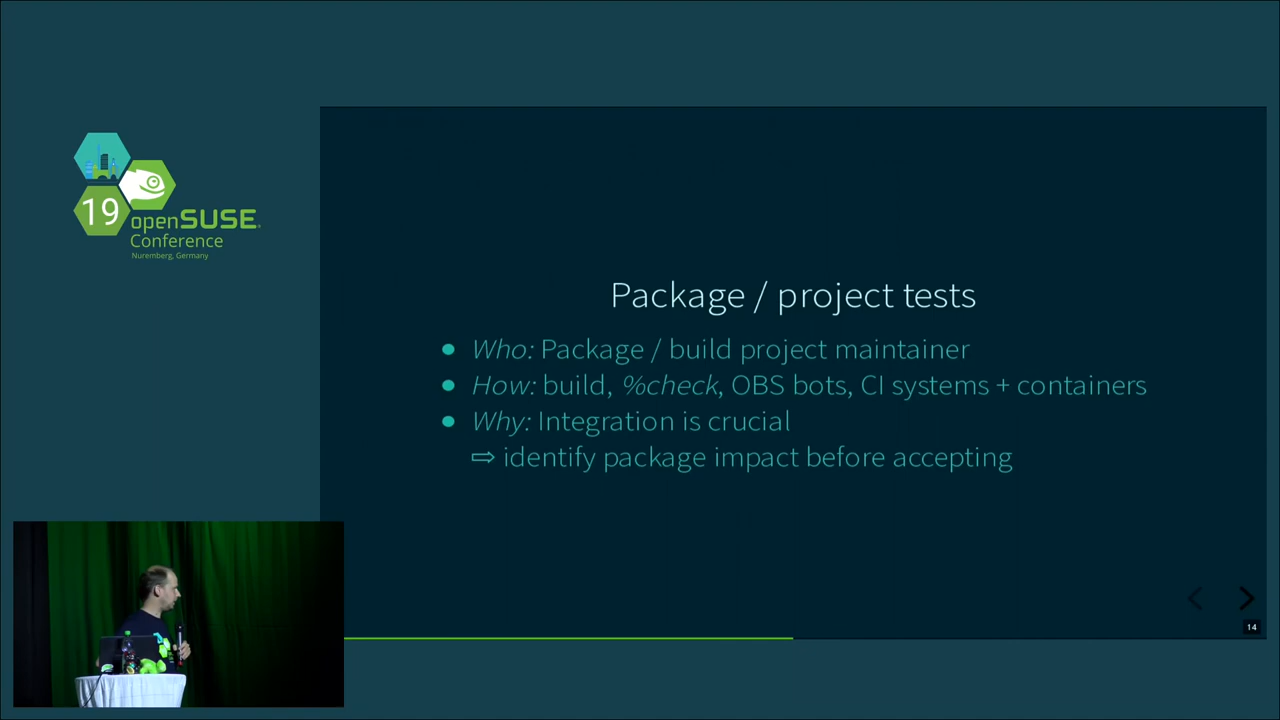 19
openSUSE
Conference
Nuremberg, Germany
Package / project tests
● Who: Package / build project maintainer
● How: build, %check, OBS bots, CI systems + containers
● Why: Integration is crucial
⇨ identify package impact before accepting
14